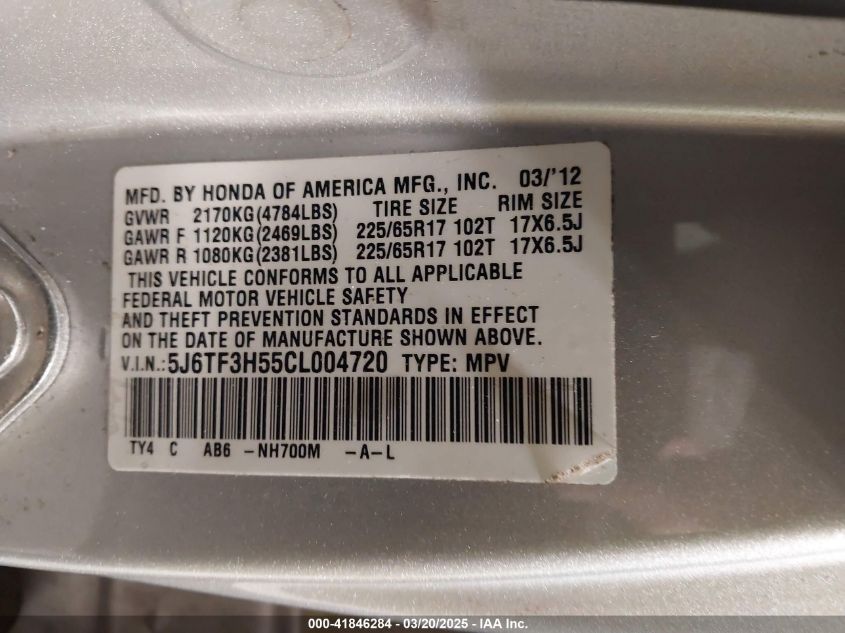 MFD. BY HONDA OF AMERICA MFG., INC. 03/'12
GVWR 2170KG(4784LBS) TIRE SIZE RIM SIZE
GAWR F 1120KG(2469LBS) 225/65R17 102T 17X6.5J
GAWR R 1080KG(2381LBS) 225/65R17 102T 17X6.5J
THIS VEHICLE CONFORMS TO ALL APPLICABLE
FEDERAL MOTOR VEHICLE SAFETY
AND THEFT PREVENTION STANDARDS IN EFFECT
ON THE DATE OF MANUFACTURE SHOWN ABOVE.
V.I.N.:5J6TF3H55CL004720 TYPE: MPV
TY4 C AB6 -NH700M -A-L
000-41846284 - 03/20/2025 - IAA Inc.